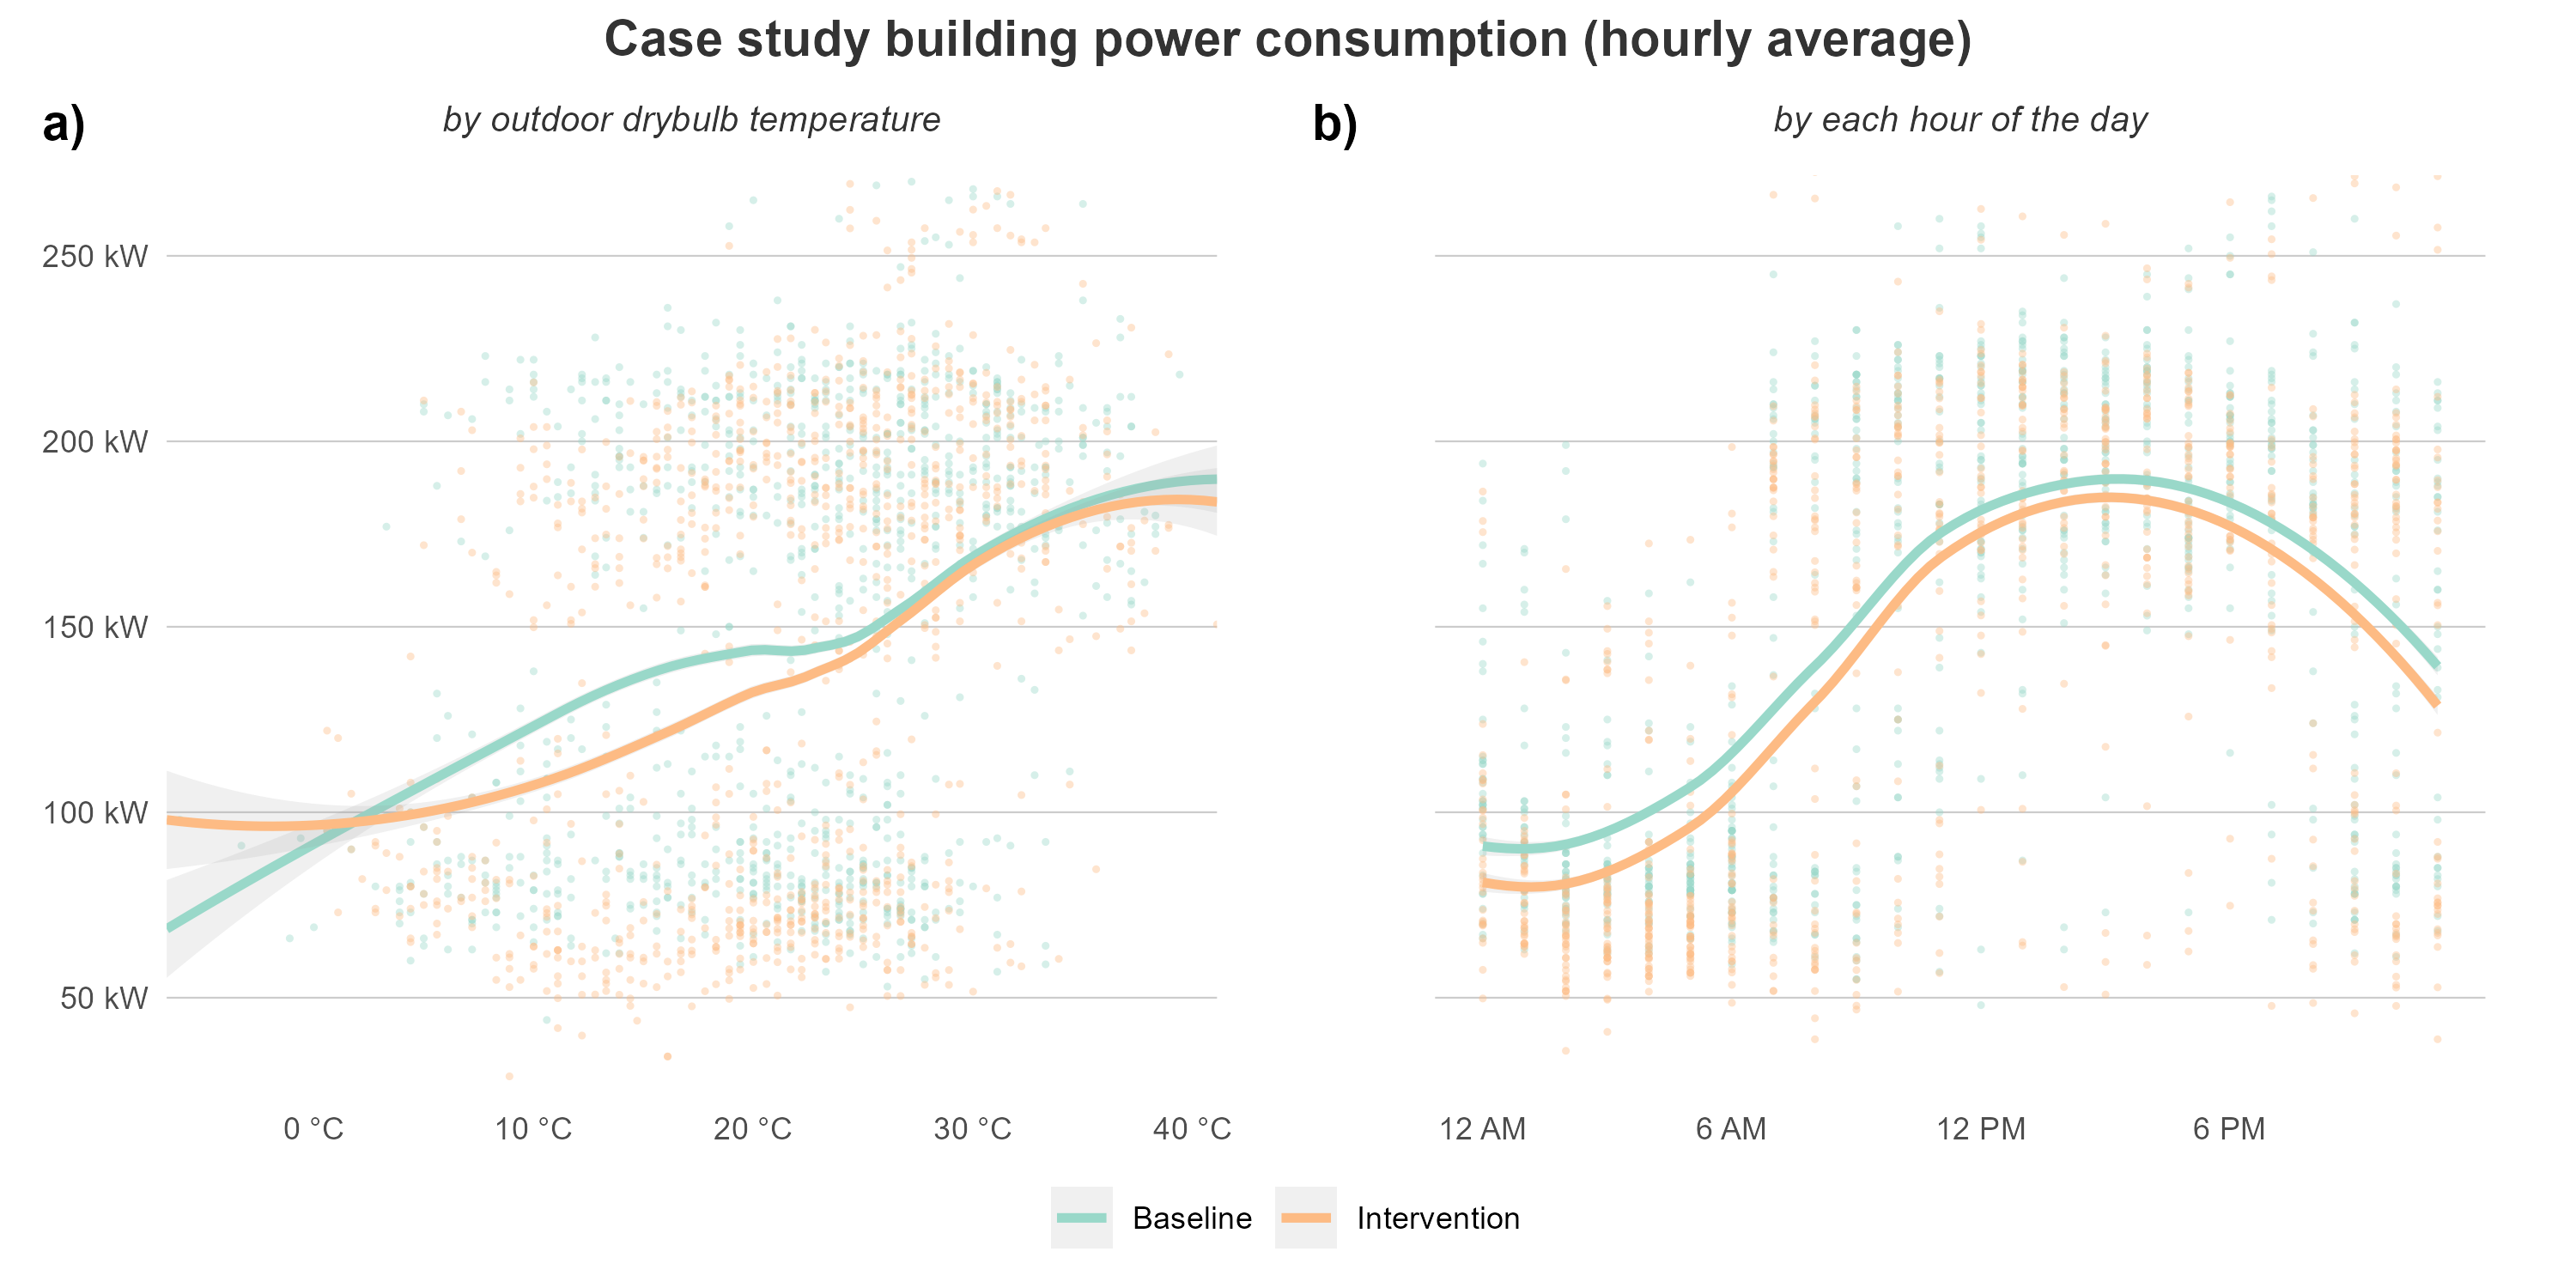 Case study building power consumption (hourly average)
a)
by outdoor drybulb temperature
250 kW
200 kW
150 kW
100 kW
50 kW
0 °C 10 °C 20 °C 30 °C 40 °C
b)
by each hour of the day
12 AM 6 AM 12 PM 6 PM
Baseline Intervention